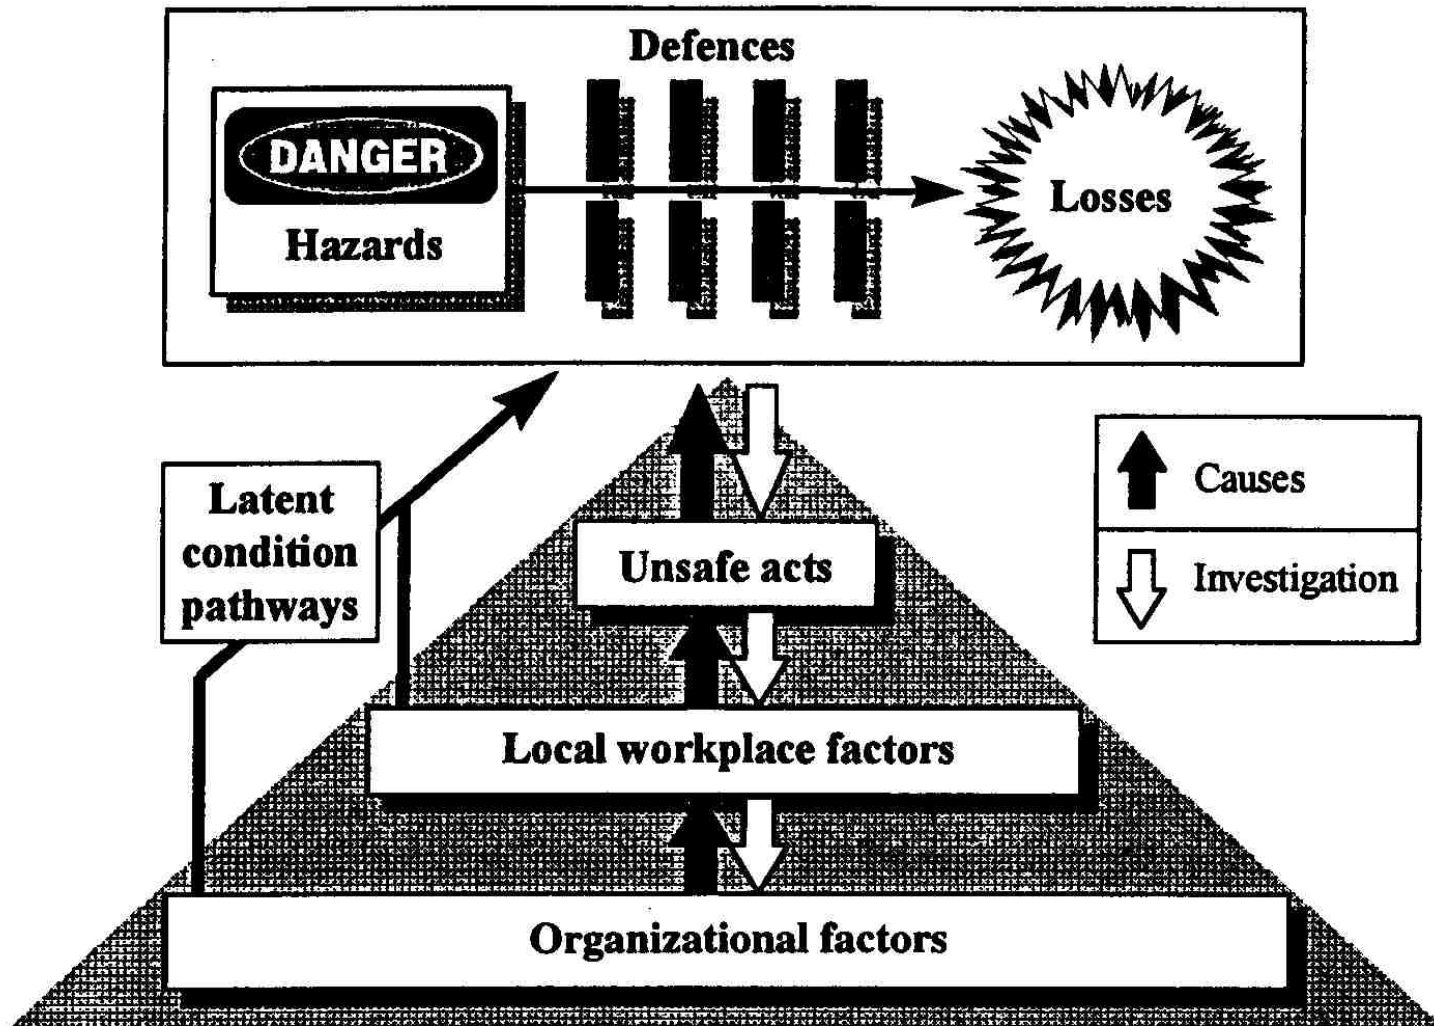 Defences
DANGER
Hazards
Losses
Latent
condition
pathways
Causes
Investigation
Unsafe acts
Local workplace factors
Organizational factors